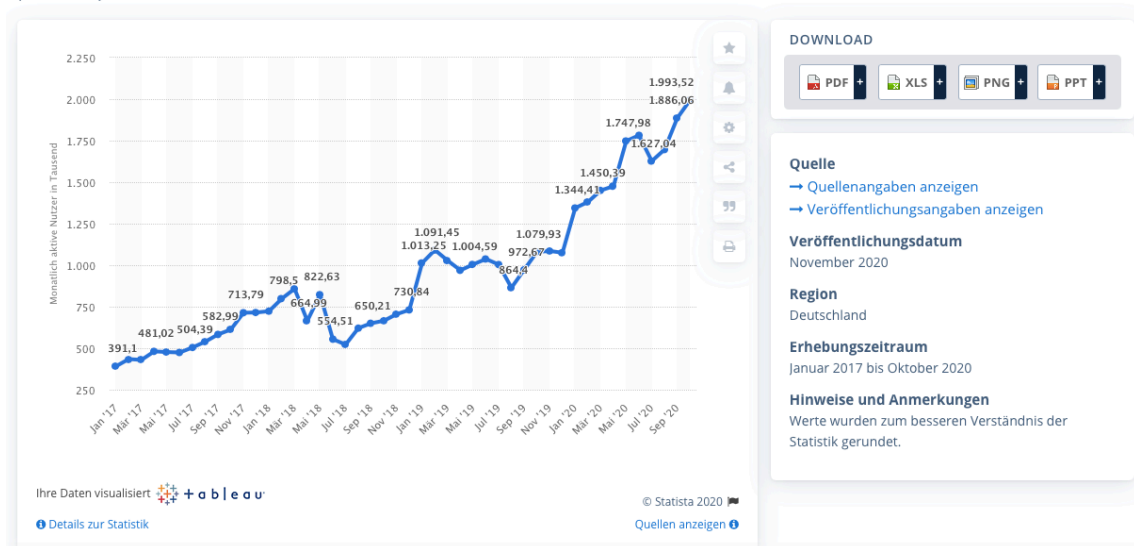 2.250
2.000
1.750
1.500
1.250
1.000
750
500
250
Monatlich aktive Nutzer in Tausend
391,1
481,02
504,39
582,99
713,79
798,5
664,99
822,63
554,51
650,21
730,84
1.013,25
1.091,45
1.004,59
864,4
972,67
1.079,93
1.344,41
1.450,39
1.747,98
1.627,04
1.886,06
1.993,52
Jan '17
Mär '17
Mai '17
Jul '17
Sep '17
Nov '17
Jan '18
Mär '18
Mai '18
Jul '18
Sep '18
Nov '18
Jan '19
Mär '19
Mai '19
Jul '19
Sep '19
Nov '19
Jan '20
Mär '20
Mai '20
Jul '20
Sep '20
Ihre Daten visualisiert +ableau
© Statista 2020
Details zur Statistik
Quellen anzeigen
DOWNLOAD
PDF + XLS + PNG + PPT +
Quelle
→ Quellenangaben anzeigen
→ Veröffentlichungsangaben anzeigen
Veröffentlichungsdatum
November 2020
Region
Deutschland
Erhebungszeitraum
Januar 2017 bis Oktober 2020
Hinweise und Anmerkungen
Werte wurden zum besseren Verständnis der
Statistik gerundet.